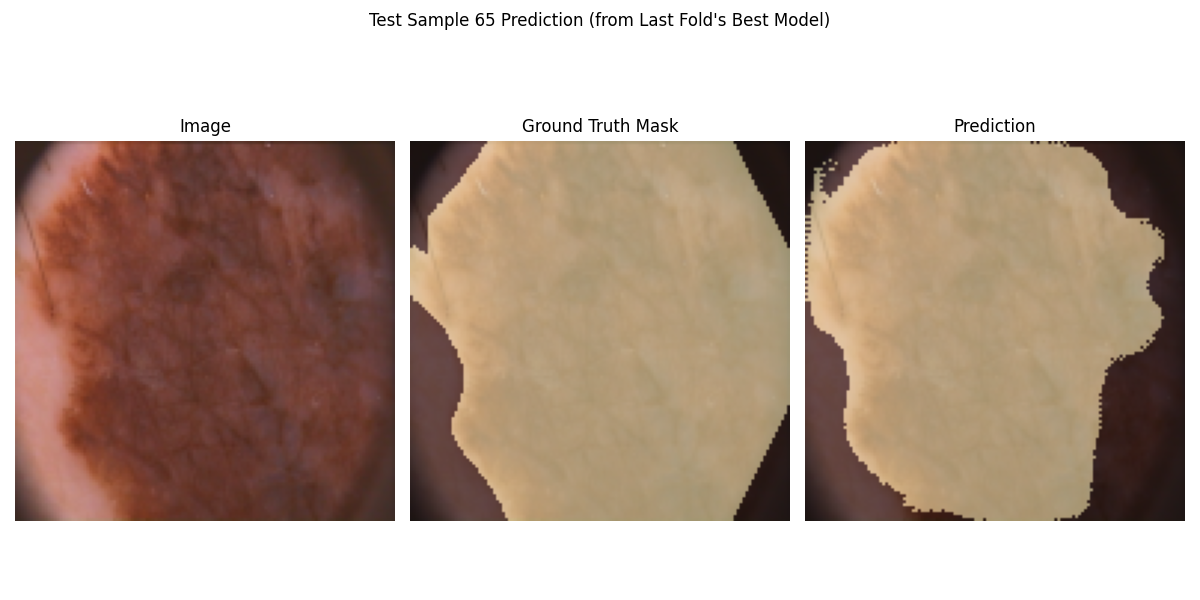 Test Sample 65 Prediction (from Last Fold's Best Model)
Image
Ground Truth Mask
Prediction